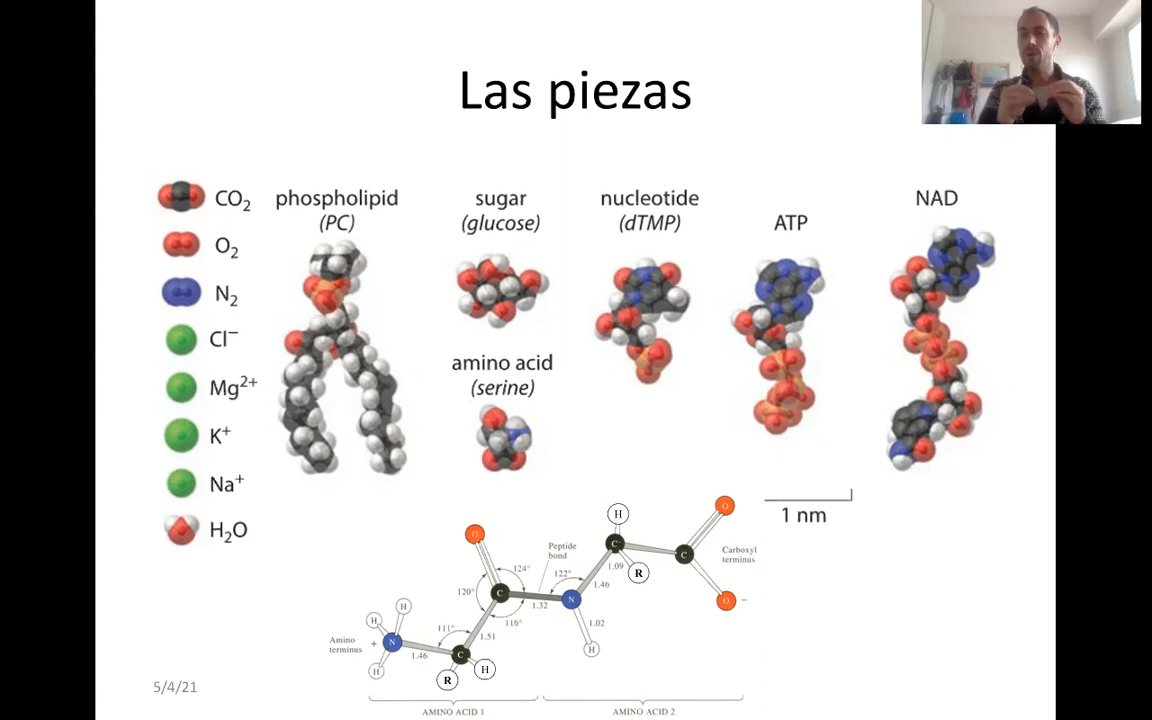 Las piezas
CO₂
O₂
N₂
Cl⁻
Mg²⁺
K⁺
Na⁺
H₂O
phospholipid
(PC)
sugar
(glucose)
amino acid
(serine)
nucleotide
(dTMP)
ATP
NAD
1 nm
O
H
O
Peptide
bond
C
C
Carboxyl
terminus
124°
122°
1.09
R
120°
1.46
C
N
O −
1.32
H
H
116°
1.02
111°
1.51
Amino
terminus
+
N
H
1.46
C
H
H
R
5/4/21
AMINO ACID 1
AMINO ACID 2